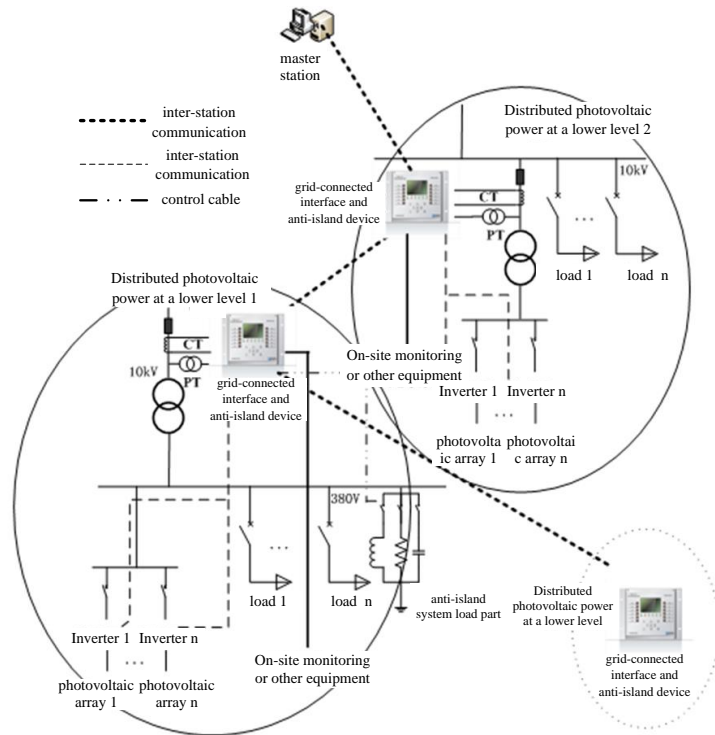 master
station
inter-station
communication
inter-station
communication
control cable
Distributed photovoltaic
power at a lower level 2
10kV
grid-connected
interface and
anti-island device
CT
PT
load 1
load n
Inverter 1
Inverter n
photovolta
ic array 1
photovoltai
c array n
On-site monitoring
or other equipment
Distributed photovoltaic
power at a lower level 1
CT
PT
10kV
grid-connected
interface and
anti-island device
380V
load 1
load n
anti-island
system load part
Inverter 1
Inverter n
photovoltaic
array 1
photovoltaic
array n
On-site monitoring
or other equipment
Distributed
photovoltaic power
at a lower level
grid-connected
interface and
anti-island device